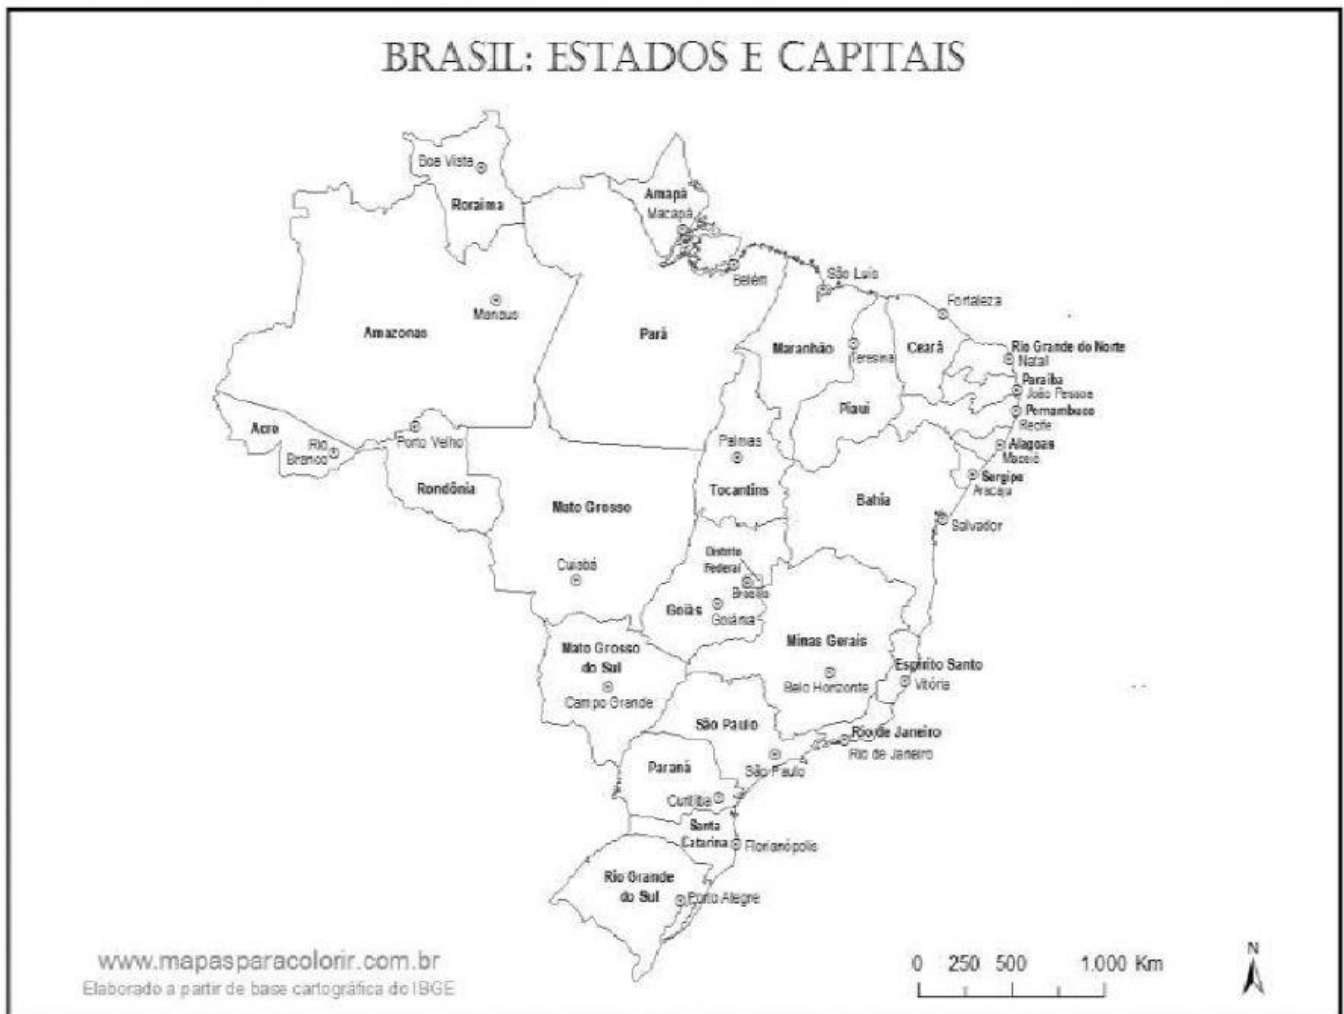 BRASIL: ESTADOS E CAPITAIS
Boa Vista
Roraima
Amapá
Macapá
Belém
São Luís
Fortaleza
Manaus
Amazonas
Pará
Maranhão
Teresina
Ceará
Rio Grande do Norte
Natal
Paraíba
João Pessoa
Piauí
Pernambuco
Recife
Acre
Rio
Branco
Porto Velho
Palmas
Alagoas
Maceió
Rondônia
Tocantins
Bahia
Sergipe
Aracaju
Mato Grosso
Salvador
Cuiabá
Distrito
Federal
Brasília
Goiás
Goiânia
Mato Grosso
do Sul
Campo Grande
Minas Gerais
Belo Horizonte
Espírito Santo
Vitória
São Paulo
São Paulo
Rio de Janeiro
Rio de Janeiro
Paraná
Curitiba
Santa
Catarina
Florianópolis
Rio Grande
do Sul
Porto Alegre
www.mapasparacolorir.com.br
Elaborado a partir de base cartográfica do IBGE
0 250 500 1.000 Km
N